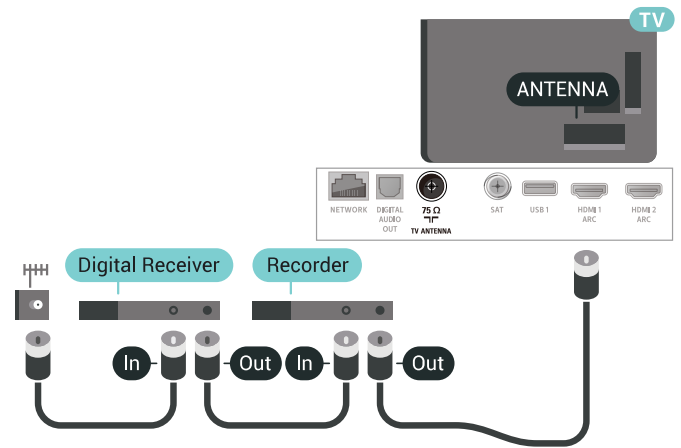 TV
ANTENNA
NETWORK
DIGITAL
AUDIO
OUT
75 Ω
TV ANTENNA
SAT
USB 1
HDMI 1
ARC
HDMI 2
ARC
Digital Receiver
Recorder
In
Out
In
Out